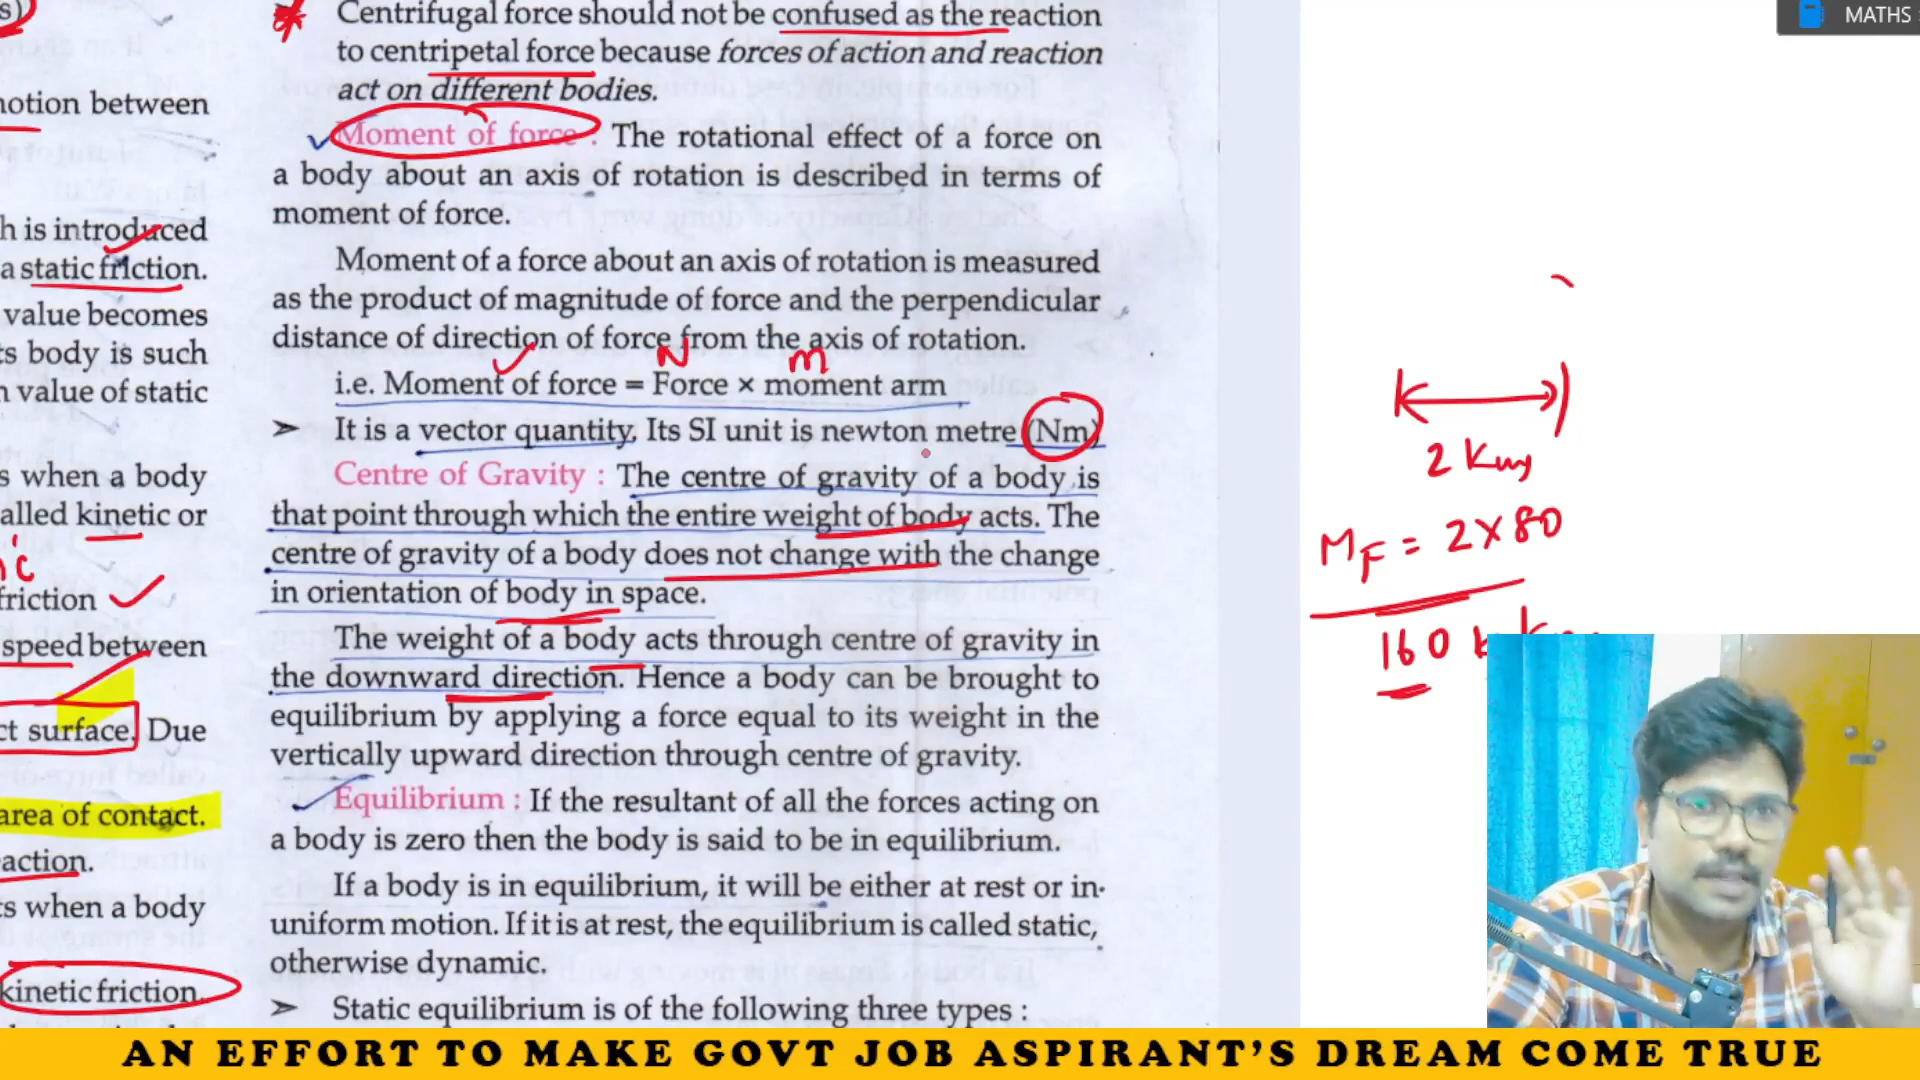 MATHS
s)
notion between
h is introduced
a static friction.
value becomes
ts body is such
n value of static
s when a body
alled kinetic or
ic
friction
speed between
ct surface. Due
area of contact.
eaction.
ts when a body
kinetic friction.
Centrifugal force should not be confused as the reaction
to centripetal force because forces of action and reaction
act on different bodies.
Moment of force : The rotational effect of a force on
a body about an axis of rotation is described in terms of
moment of force.
Moment of a force about an axis of rotation is measured
as the product of magnitude of force and the perpendicular
distance of direction of force from the axis of rotation.
N m
i.e. Moment of force = Force × moment arm
➢ It is a vector quantity. Its SI unit is newton metre (Nm)
Centre of Gravity : The centre of gravity of a body is
that point through which the entire weight of body acts. The
centre of gravity of a body does not change with the change
in orientation of body in space.
The weight of a body acts through centre of gravity in
the downward direction. Hence a body can be brought to
equilibrium by applying a force equal to its weight in the
vertically upward direction through centre of gravity.
Equilibrium : If the resultant of all the forces acting on
a body is zero then the body is said to be in equilibrium.
If a body is in equilibrium, it will be either at rest or in
uniform motion. If it is at rest, the equilibrium is called static,
otherwise dynamic.
➢ Static equilibrium is of the following three types :
MF = 2 X 80
160
AN EFFORT TO MAKE GOVT JOB ASPIRANT'S DREAM COME TRUE